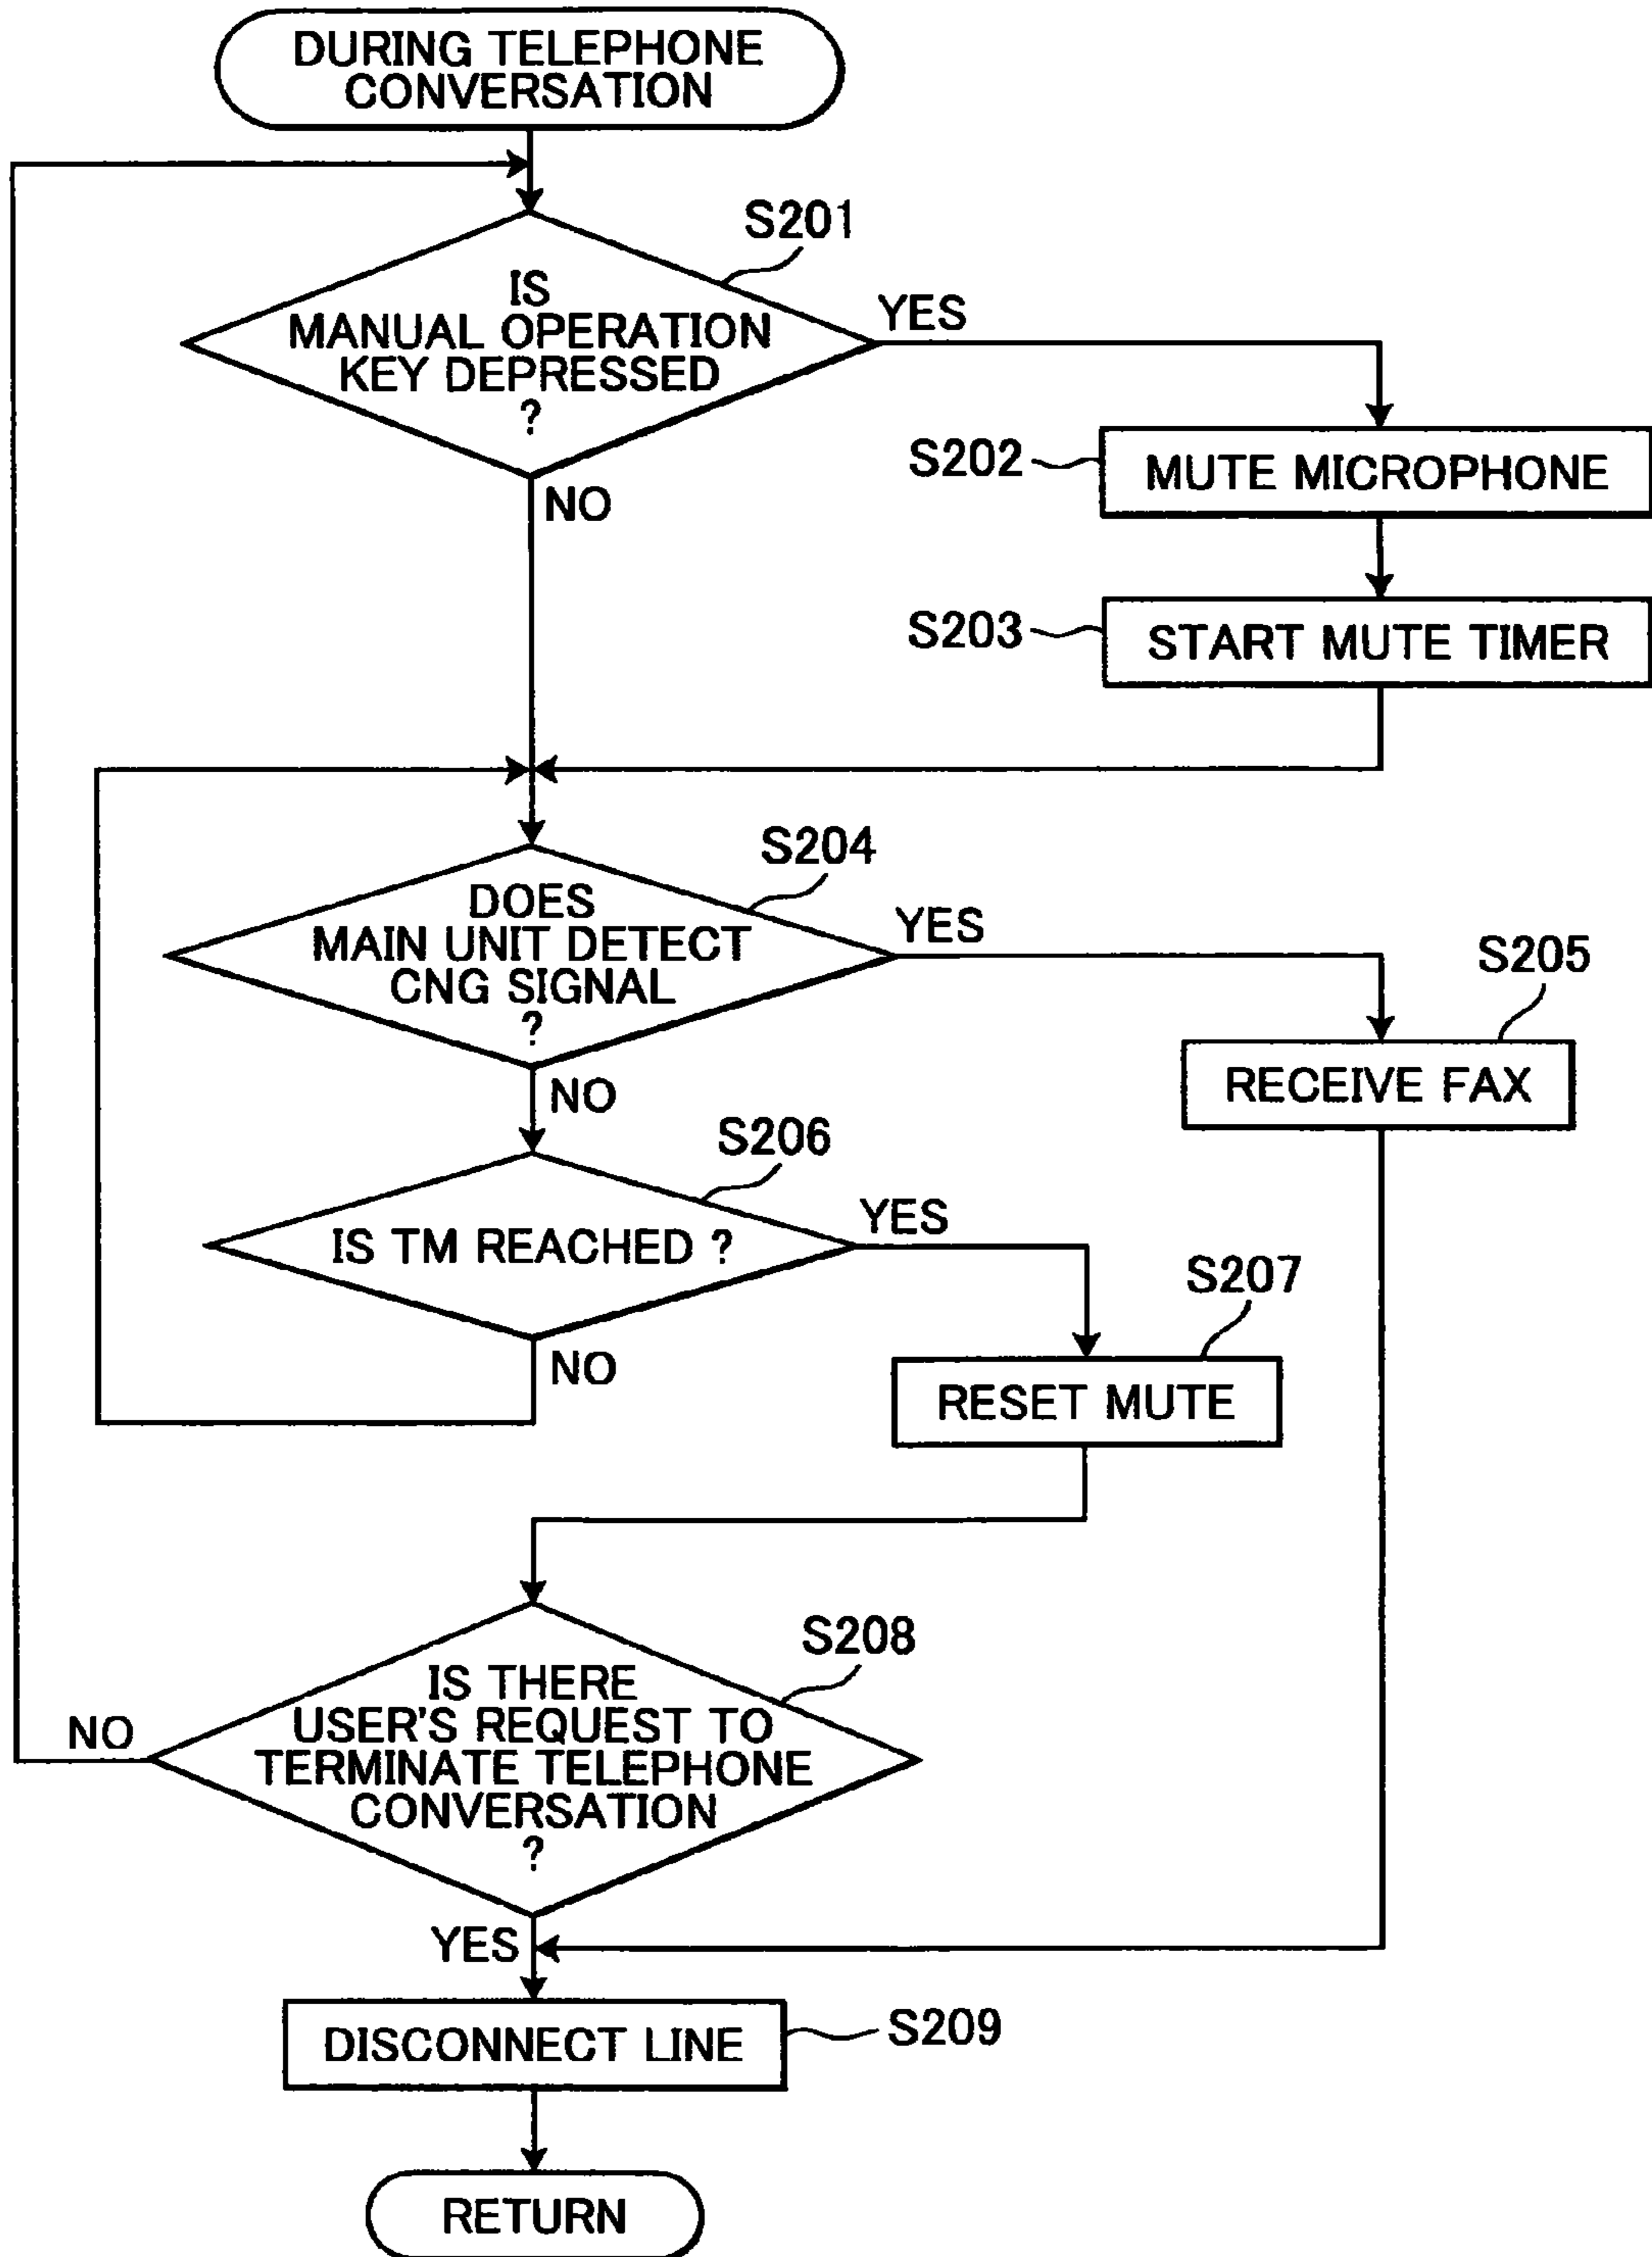 DURING TELEPHONE
CONVERSATION
S201
IS
MANUAL OPERATION
KEY DEPRESSED
?
YES
NO
S202
MUTE MICROPHONE
S203
START MUTE TIMER
S204
DOES
MAIN UNIT DETECT
CNG SIGNAL
?
YES
NO
S205
RECEIVE FAX
S206
IS TM REACHED ?
YES
NO
S207
RESET MUTE
S208
IS THERE
USER'S REQUEST TO
TERMINATE TELEPHONE
CONVERSATION
?
NO
YES
DISCONNECT LINE
S209
RETURN